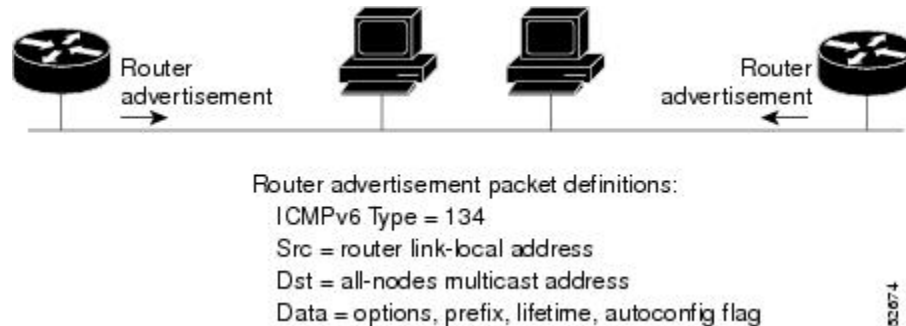 Router
advertisement
Router
advertisement
Router advertisement packet definitions:
ICMPv6 Type = 134
Src = router link-local address
Dst = all-nodes multicast address
Data = options, prefix, lifetime, autoconfig flag
52674